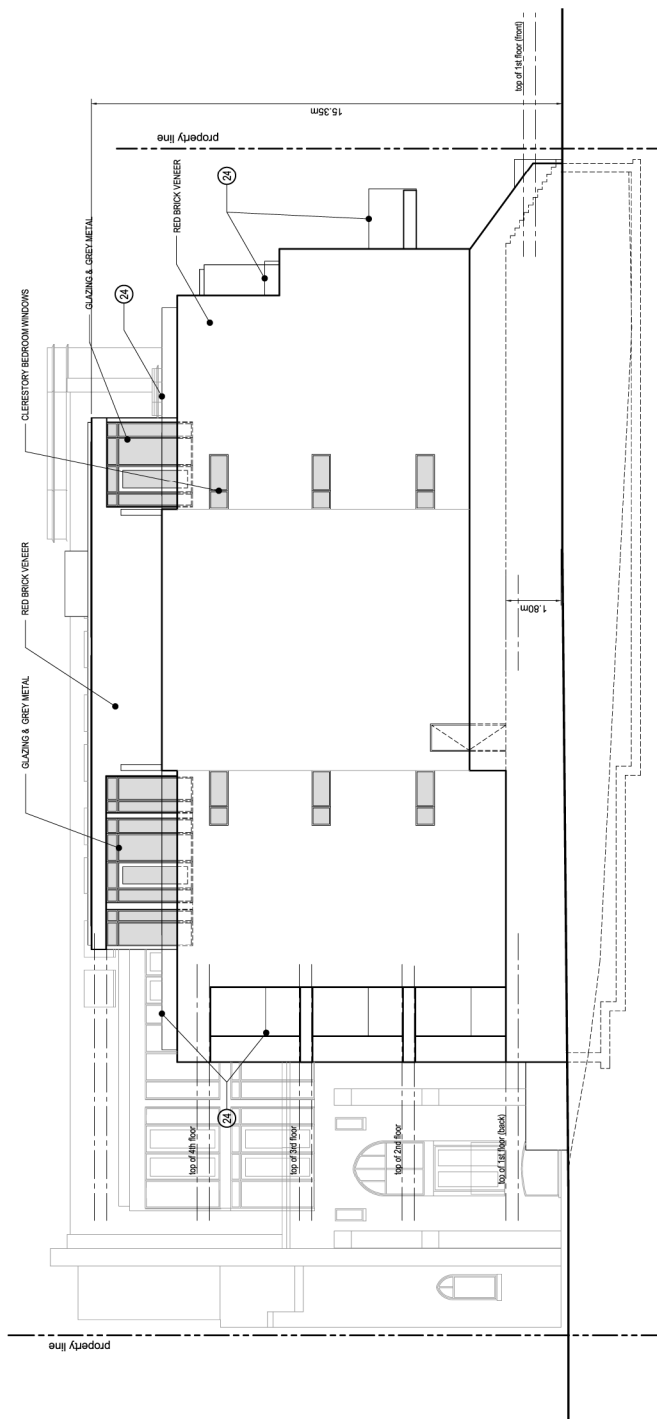 property line
GLAZING & GREY METAL
RED BRICK VENEER
CLERESTORY BEDROOM WINDOWS
24
GLAZING & GREY METAL
24
RED BRICK VENEER
property line
15.35m
top of 1st floor (front)
24
top of 4th floor
top of 3rd floor
top of 2nd floor
top of 1st floor (back)
1.80m